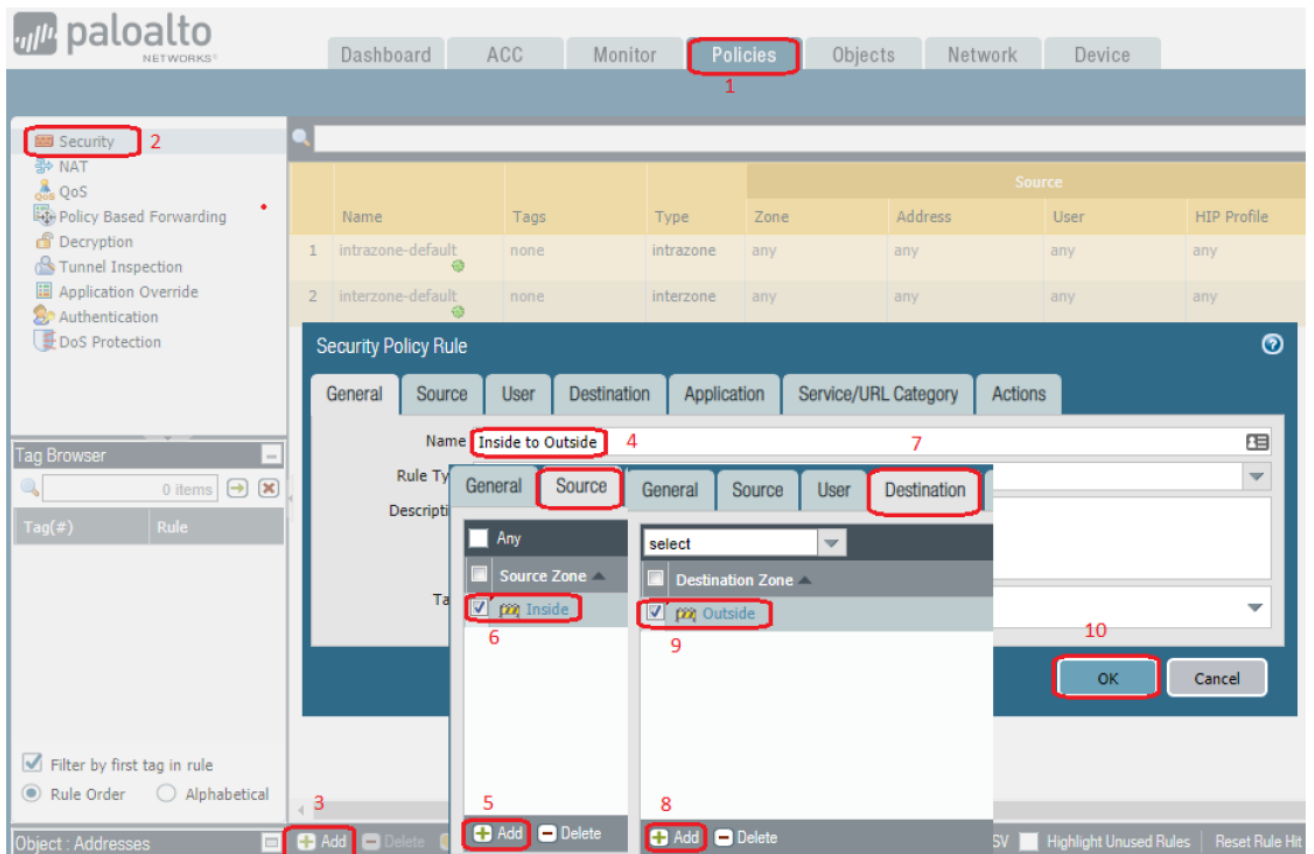 paloalto
NETWORKS®
Dashboard ACC Monitor Policies Objects Network Device
1
Security 2
NAT
QoS
Policy Based Forwarding
Decryption
Tunnel Inspection
Application Override
Authentication
DoS Protection
Source
Name Tags Type Zone Address User HIP Profile
1 intrazone-default none intrazone any any any any
2 interzone-default none interzone any any any any
Security Policy Rule
General Source User Destination Application Service/URL Category Actions
Name Inside to Outside 4 7
Rule Ty
Descripti
Ta
General Source
Any
Source Zone
Inside
6
5
Add Delete
General Source User Destination
select
Destination Zone
Outside
9
8
Add Delete
10
OK Cancel
Tag Browser
0 items
Tag(#) Rule
Filter by first tag in rule
Rule Order Alphabetical
Object : Addresses
3
Add Delete
SV Highlight Unused Rules Reset Rule Hit